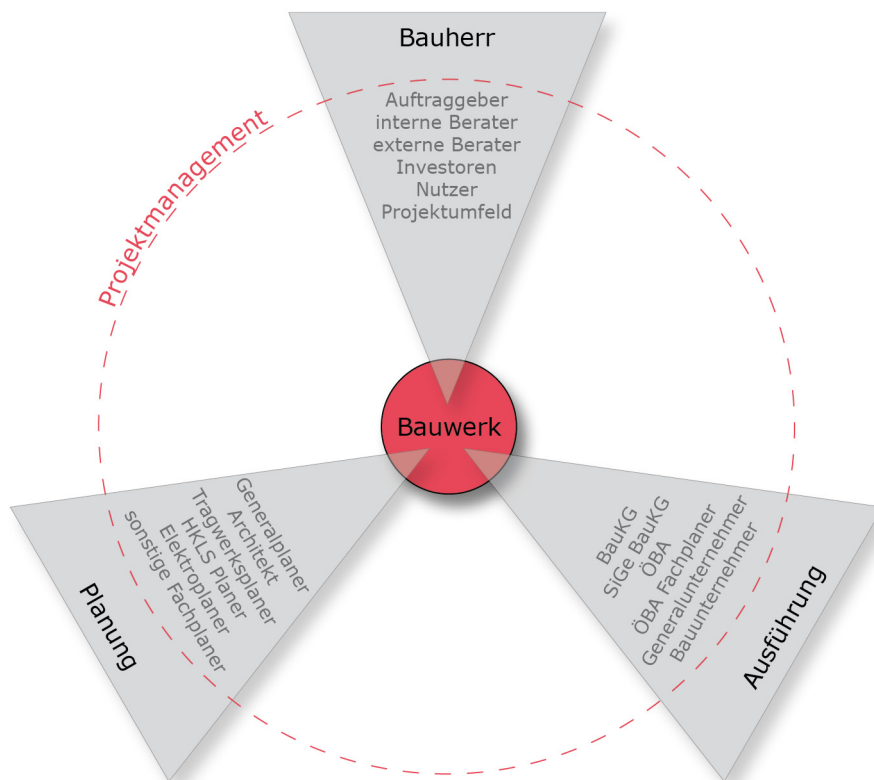 Bauherr
Auftraggeber
interne Berater
externe Berater
Investoren
Nutzer
Projektumfeld
Projektmanagement
Bauwerk
Planung
Generalplaner
Architekt
Tragwerksplaner
HKLS Planer
Elektroplaner
sonstige Fachplaner
BauKG
SiGe BauKG
ÖBA
ÖBA Fachplaner
Generalunternehmer
Bauunternehmer
Ausführung